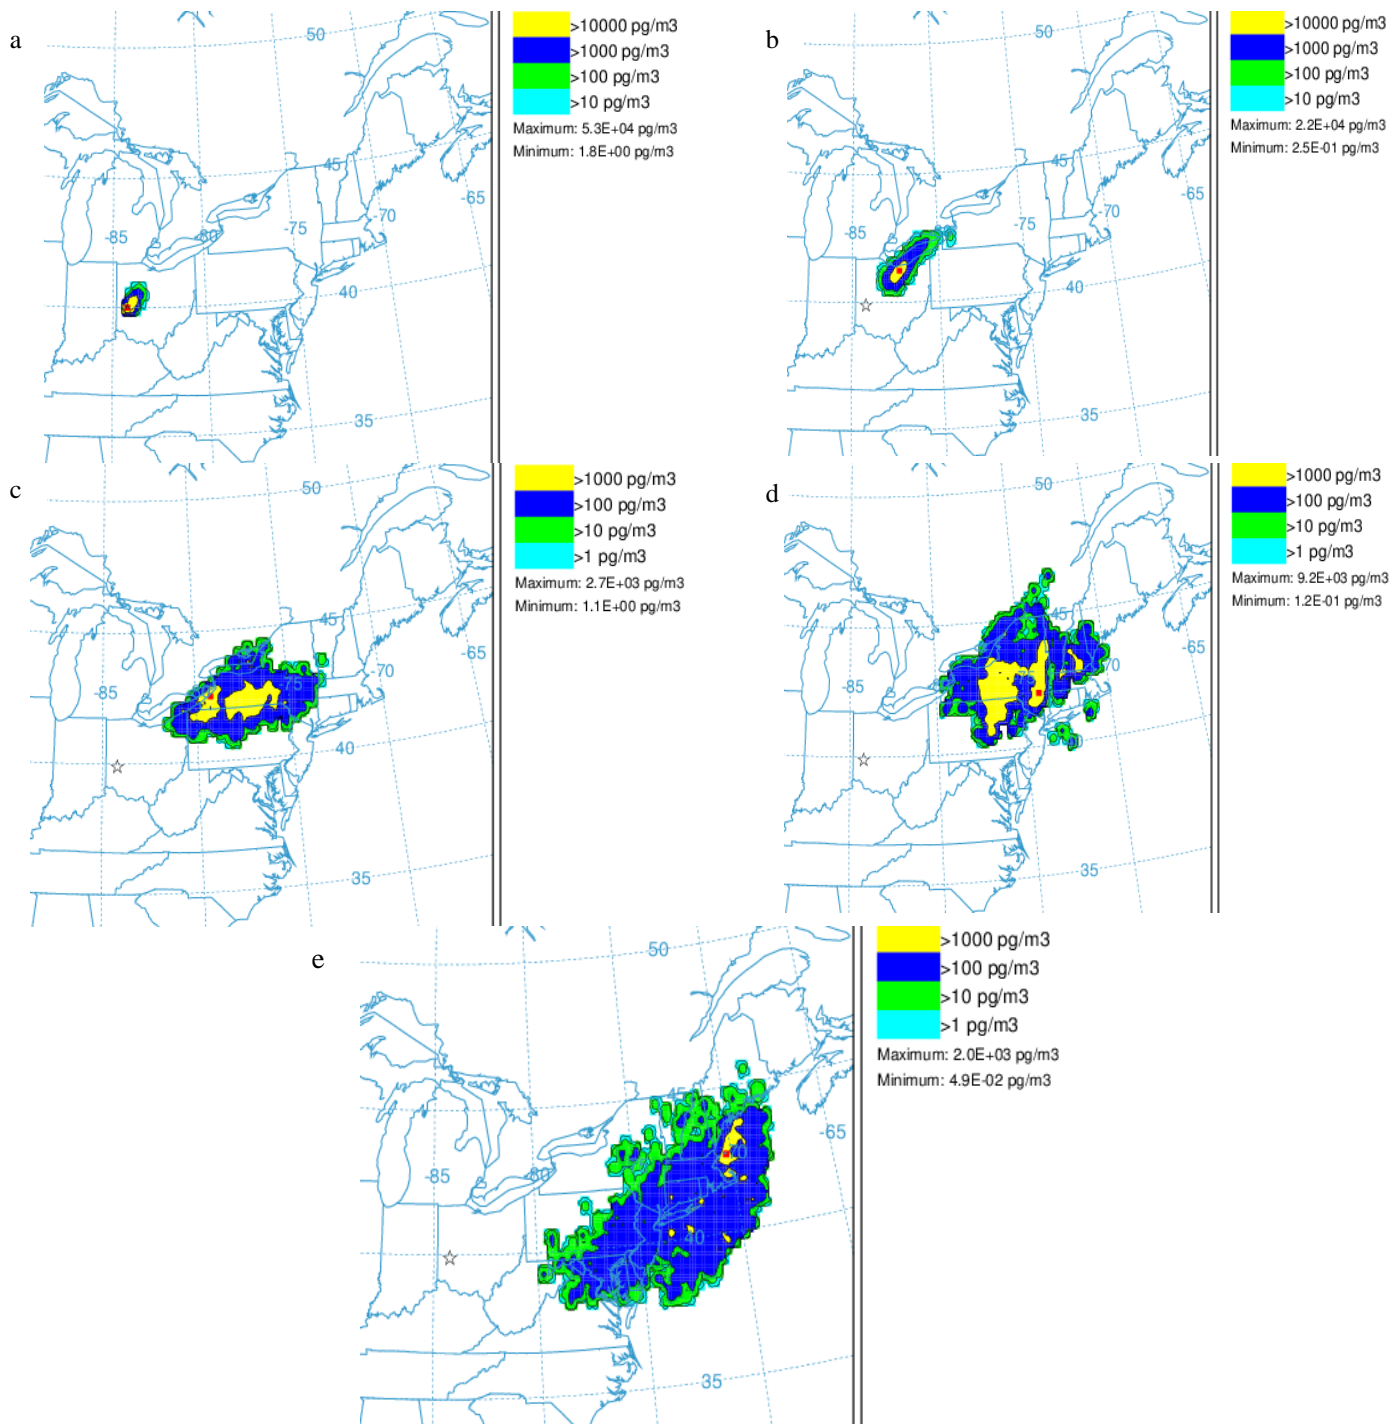 a
50
45
-65
-70
-75
-80
-85
40
35
>10000 pg/m3
>1000 pg/m3
>100 pg/m3
>10 pg/m3
Maximum: 5.3E+04 pg/m3
Minimum: 1.8E+00 pg/m3
b
50
45
-65
-70
-75
-85
40
35
>10000 pg/m3
>1000 pg/m3
>100 pg/m3
>10 pg/m3
Maximum: 2.2E+04 pg/m3
Minimum: 2.5E-01 pg/m3
c
50
45
-65
-70
-75
-85
40
35
>1000 pg/m3
>100 pg/m3
>10 pg/m3
>1 pg/m3
Maximum: 2.7E+03 pg/m3
Minimum: 1.1E+00 pg/m3
d
50
45
-65
-70
-85
40
35
>1000 pg/m3
>100 pg/m3
>10 pg/m3
>1 pg/m3
Maximum: 9.2E+03 pg/m3
Minimum: 1.2E-01 pg/m3
e
50
45
-65
-70
-80
-85
40
35
>1000 pg/m3
>100 pg/m3
>10 pg/m3
>1 pg/m3
Maximum: 2.0E+03 pg/m3
Minimum: 4.9E-02 pg/m3